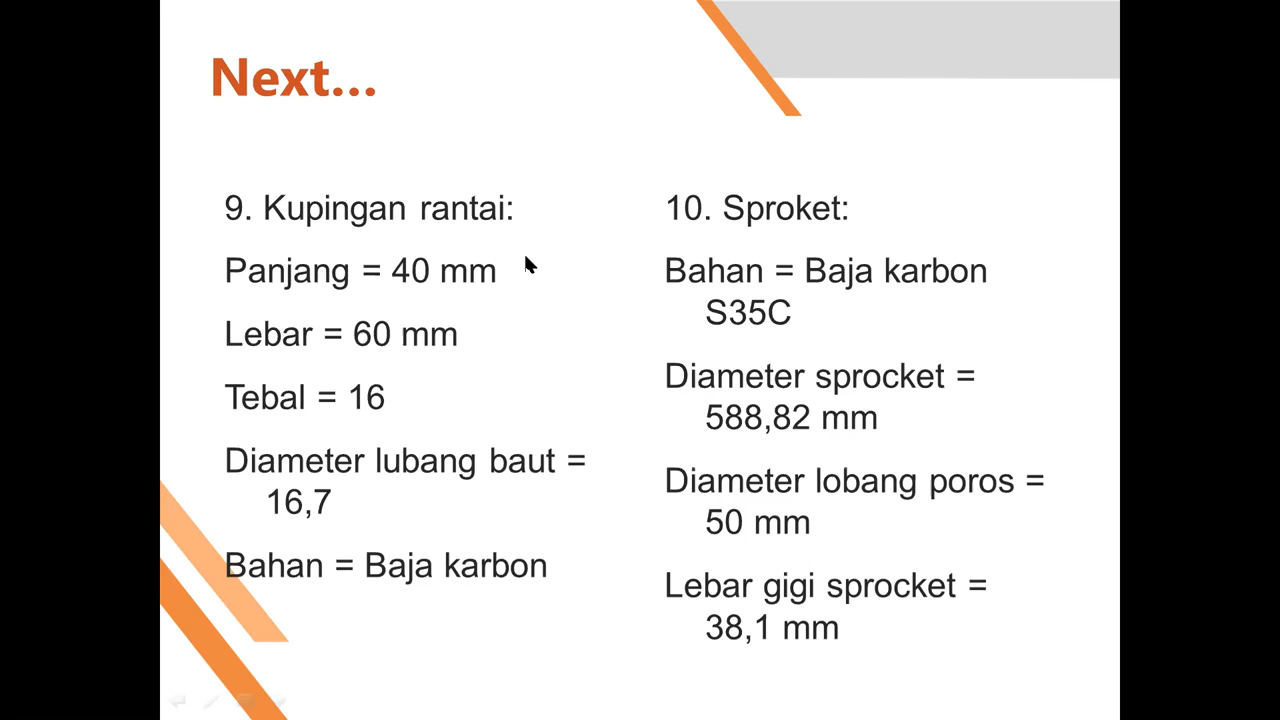 Next...
9. Kupingan rantai:
Panjang = 40 mm
Lebar = 60 mm
Tebal = 16
Diameter lubang baut =
16,7
Bahan = Baja karbon
10. Sproket:
Bahan = Baja karbon
S35C
Diameter sprocket =
588,82 mm
Diameter lobang poros =
50 mm
Lebar gigi sprocket =
38,1 mm